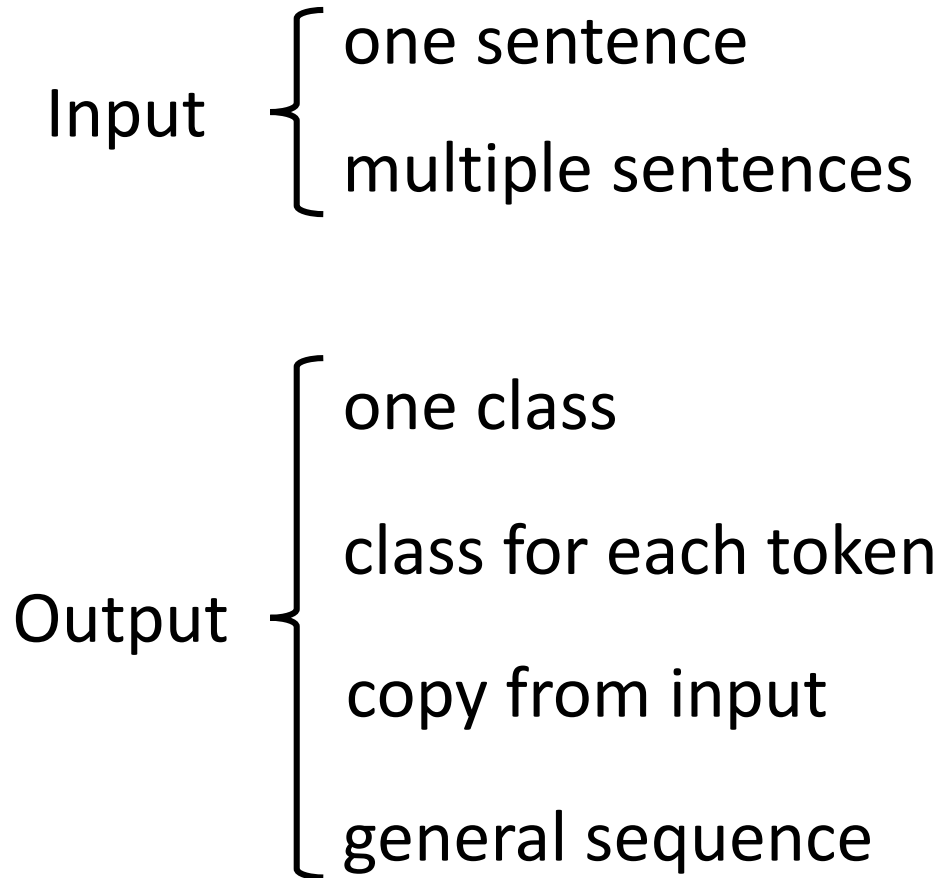 Input
one sentence
multiple sentences
Output
one class
class for each token
copy from input
general sequence